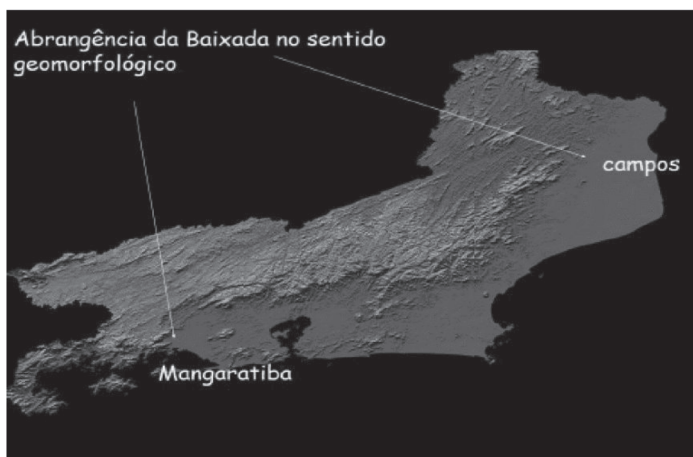 Abrangência da Baixada no sentido
geomorfológico
campos
Mangaratiba